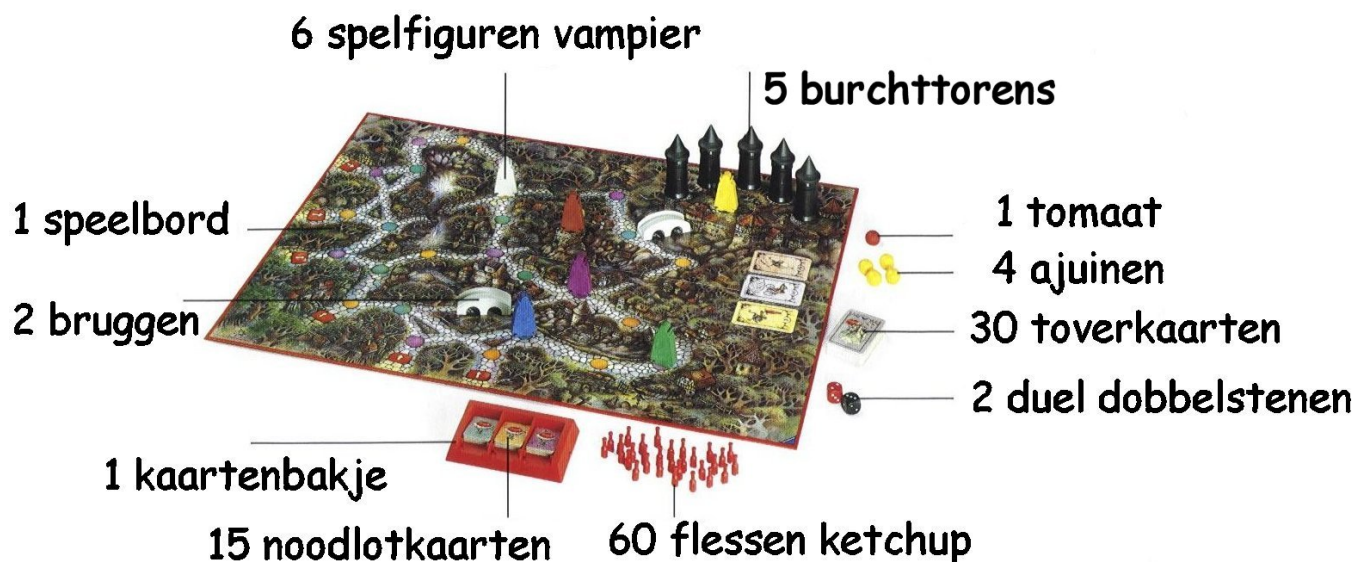 6 spelfiguren vampier
5 burchttorens
1 speelbord
1 tomaat
4 ajuinen
2 bruggen
30 toverkaarten
2 duel dobbelstenen
1 kaartenbakje
15 noodlotkaarten
60 flessen ketchup